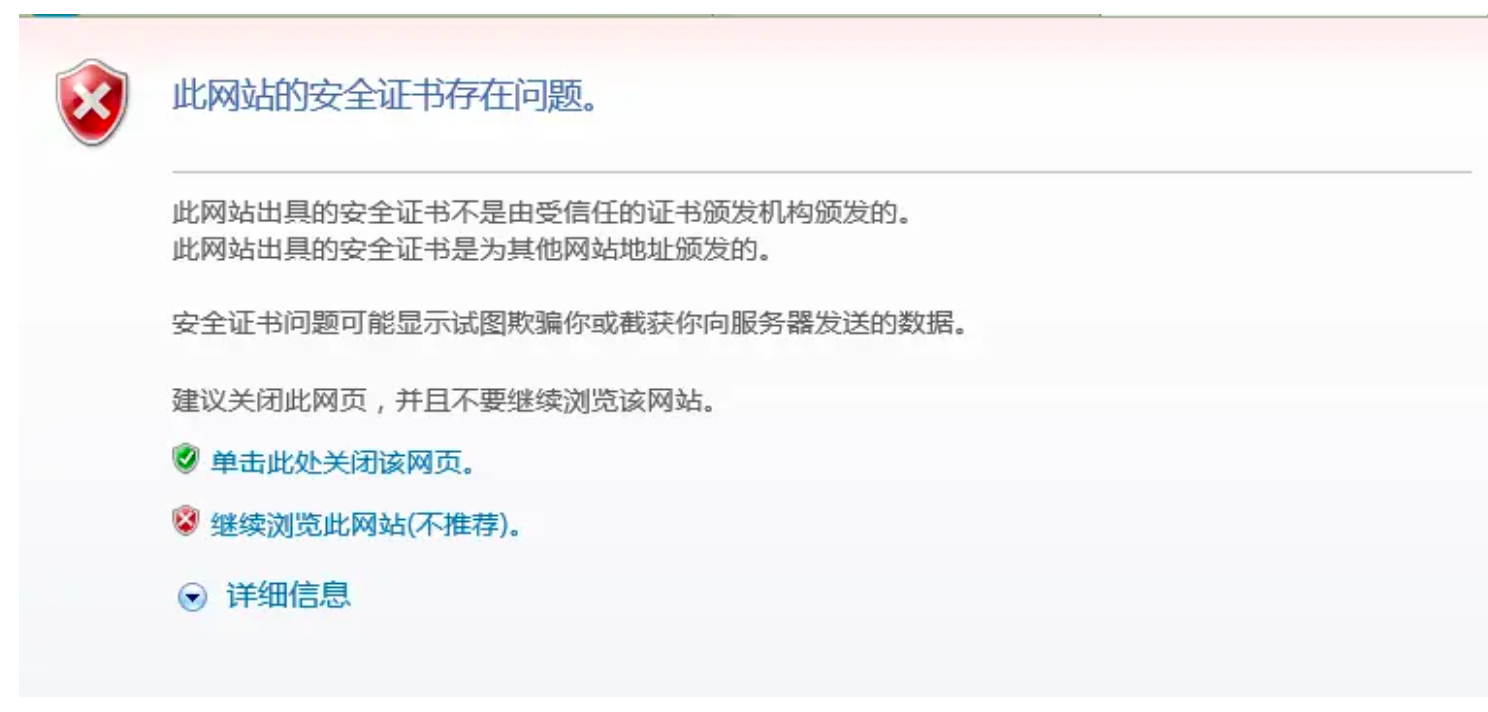 此网站的安全证书存在问题。
此网站出具的安全证书不是由受信任的证书颁发机构颁发的。
此网站出具的安全证书是为其他网站地址颁发的。
安全证书问题可能显示试图欺骗你或截获你向服务器发送的数据。
建议关闭此网页，并且不要继续浏览该网站。
单击此处关闭该网页。
继续浏览此网站(不推荐)。
详细信息